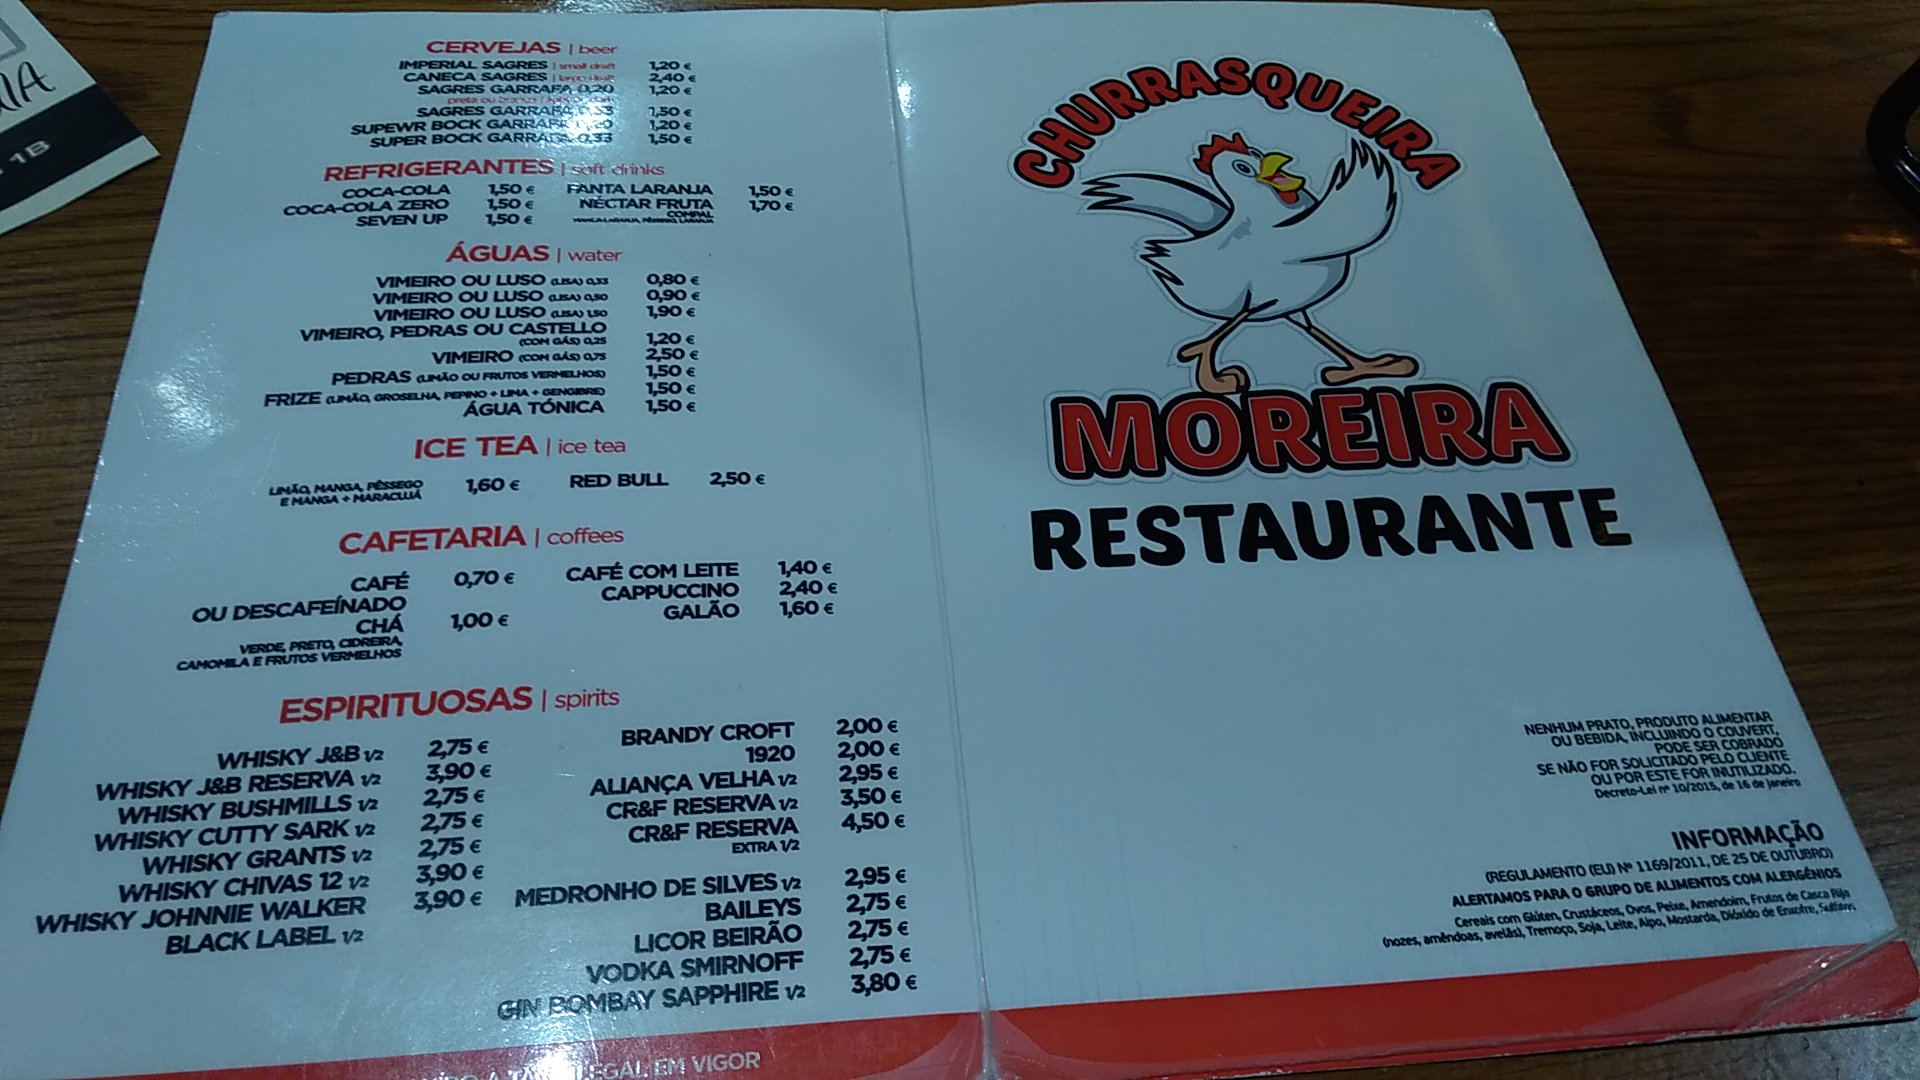 1B
CERVEJAS | beer
IMPERIAL SAGRES | small draft 1,20 €
CANECA SAGRES | large draft 2,40 €
SAGRES GARRAFA 0,20 1,20 €
preta ou branca
SAGRES GARRAFA 0,33 1,50 €
SUPEWR BOCK GARRAFA 0,20 1,20 €
SUPER BOCK GARRAFA 0,33 1,50 €
REFRIGERANTES | soft drinks
COCA-COLA 1,50 € FANTA LARANJA 1,50 €
COCA-COLA ZERO 1,50 € NÉCTAR FRUTA 1,70 €
SEVEN UP 1,50 € COMPAL
ÁGUAS | water
VIMEIRO OU LUSO (LISA) 0,33 0,80 €
VIMEIRO OU LUSO (LISA) 0,50 0,90 €
VIMEIRO OU LUSO (LISA) 1,50 1,90 €
VIMEIRO, PEDRAS OU CASTELLO
(COM GÁS) 0,25 1,20 €
VIMEIRO (COM GÁS) 0,75 2,50 €
PEDRAS (LIMÃO OU FRUTOS VERMELHOS) 1,50 €
FRIZE (LIMÃO, GROSELHA, PEPINO + LIMA + GENGIBRE) 1,50 €
ÁGUA TÓNICA 1,50 €
ICE TEA | ice tea
LIMÃO, MANGA, PÊSSEGO 1,60 € RED BULL 2,50 €
E MANGA + MARACUJÁ
CAFETARIA | coffees
CAFÉ 0,70 € CAFÉ COM LEITE 1,40 €
OU DESCAFEÍNADO CAPPUCCINO 2,40 €
CHÁ 1,00 € GALÃO 1,60 €
VERDE, PRETO, CIDREIRA,
CAMOMILA E FRUTOS VERMELHOS
ESPIRITUOSAS | spirits
WHISKY J&B 1/2 2,75 €
WHISKY J&B RESERVA 1/2 3,90 €
WHISKY BUSHMILLS 1/2 2,75 €
WHISKY CUTTY SARK 1/2 2,75 €
WHISKY GRANTS 1/2 2,75 €
WHISKY CHIVAS 12 1/2 3,90 €
WHISKY JOHNNIE WALKER 3,90 €
BLACK LABEL 1/2
BRANDY CROFT 2,00 €
1920 2,00 €
ALIANÇA VELHA 1/2 2,95 €
CR&F RESERVA 1/2 3,50 €
CR&F RESERVA 4,50 €
EXTRA 1/2
MEDRONHO DE SILVES 1/2 2,95 €
BAILEYS 2,75 €
LICOR BEIRÃO 2,75 €
VODKA SMIRNOFF 2,75 €
GIN BOMBAY SAPPHIRE 1/2 3,80 €
LEGAL EM VIGOR
CHURRASQUEIRA
MOREIRA
RESTAURANTE
NENHUM PRATO, PRODUTO ALIMENTAR
OU BEBIDA, INCLUINDO O COUVERT,
PODE SER COBRADO
SE NÃO FOR SOLICITADO PELO CLIENTE
OU POR ESTE FOR INUTILIZADO.
Decreto-Lei nº 10/2015, de 16 de janeiro
INFORMAÇÃO
(REGULAMENTO (EU) Nº 1169/2011, DE 25 DE OUTUBRO)
ALERTAMOS PARA O GRUPO DE ALIMENTOS COM ALERGÉNIOS
Cereais com Glúten, Crustáceos, Ovos, Peixe, Amendoim, Frutos de Casca Rija
(nozes, amêndoas, avelãs), Tremoço, Soja, Leite, Aipo, Mostarda, Dióxido de Enxofre, Sulfitos